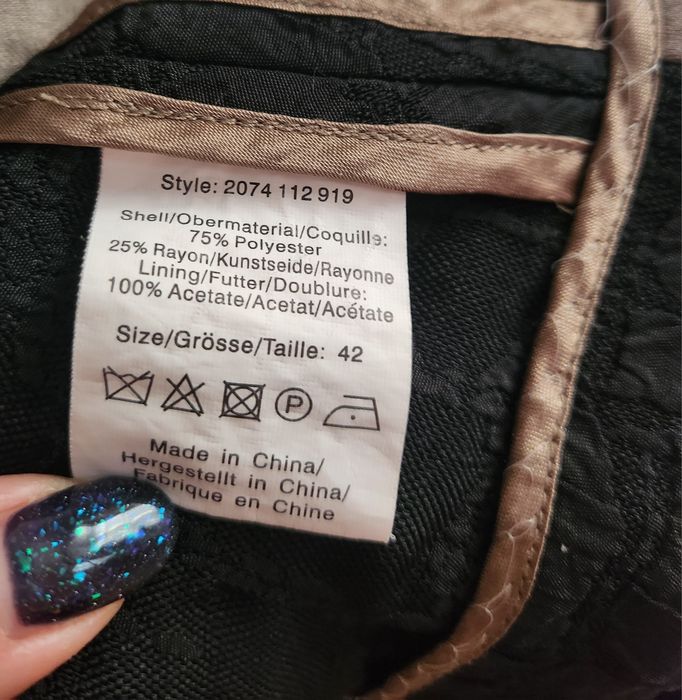 Style: 2074 112 919
Shell/Obermaterial/Coquille:
75% Polyester
25% Rayon/Kunstseide/Rayonne
Lining/Futter/Doublure:
100% Acetate/Acetat/Acétate
Size/Grösse/Taille: 42
P
Made in China/
Hergestellt in China/
Fabrique en Chine